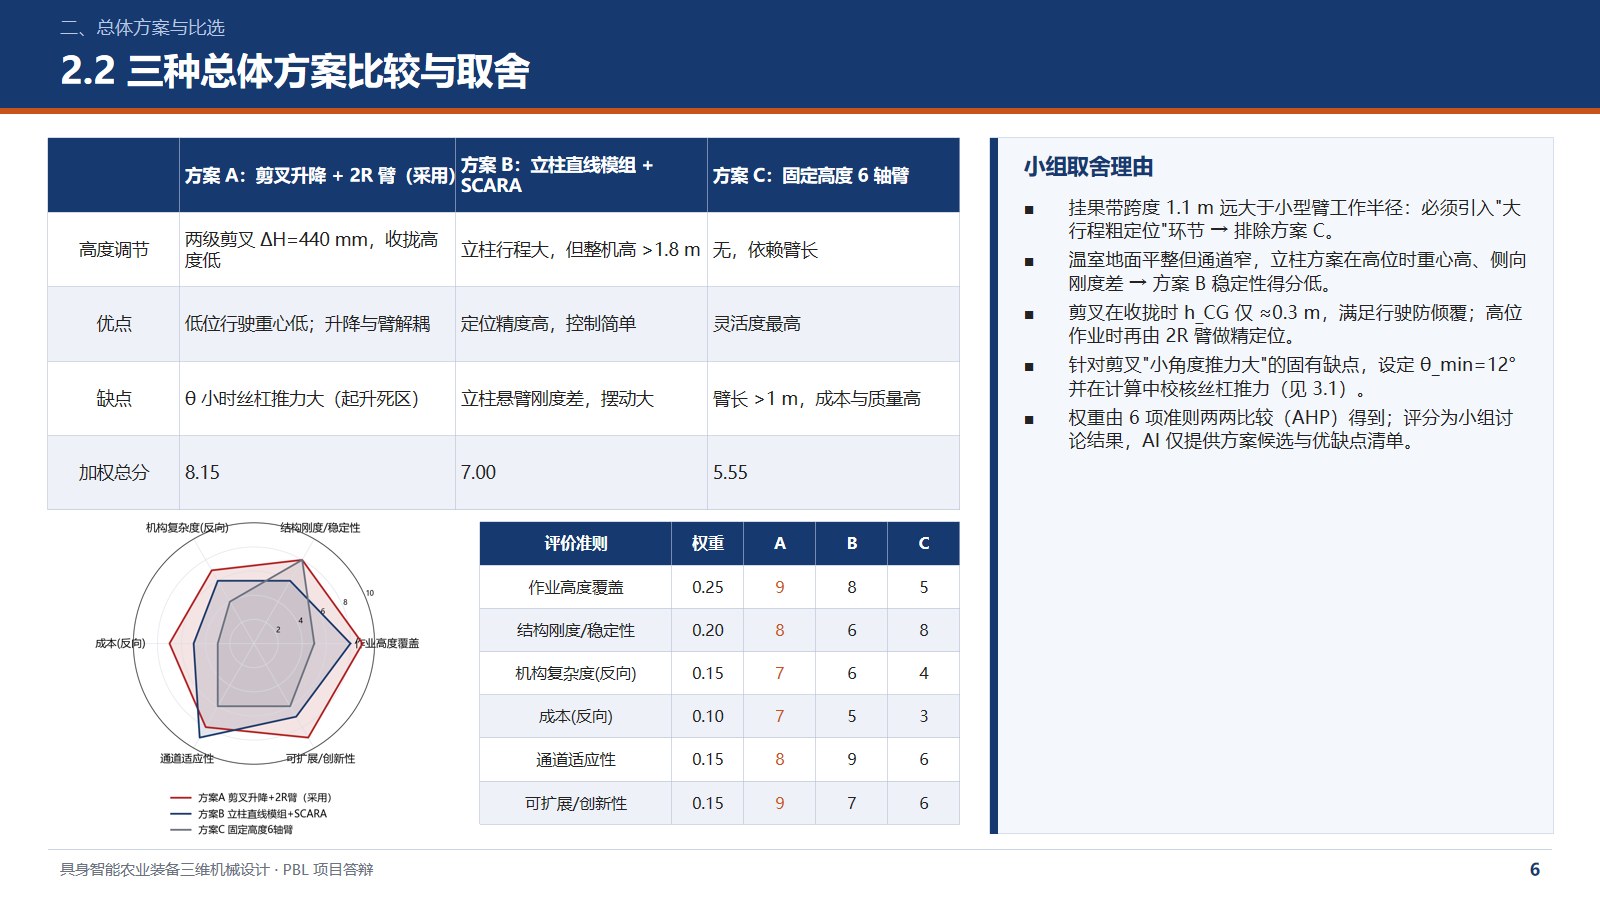 二、总体方案与比选
2.2 三种总体方案比较与取舍
方案 A：剪叉升降 + 2R 臂（采用）
方案 B：立柱直线模组 +
SCARA
方案 C：固定高度 6 轴臂
高度调节
两级剪叉 ΔH=440 mm，收拢高
度低
立柱行程大，但整机高 >1.8 m
无，依赖臂长
优点
低位行驶重心低；升降与臂解耦
定位精度高，控制简单
灵活度最高
缺点
θ 小时丝杠推力大（起升死区）
立柱悬臂刚度差，摆动大
臂长 >1 m，成本与质量高
加权总分
8.15
7.00
5.55
机构复杂度(反向)
结构刚度/稳定性
成本(反向)
作业高度覆盖
通道适应性
可扩展/创新性
2
4
6
8
10
方案A 剪叉升降+2R臂（采用）
方案B 立柱直线模组+SCARA
方案C 固定高度6轴臂
评价准则 权重 A B C
作业高度覆盖 0.25 9 8 5
结构刚度/稳定性 0.20 8 6 8
机构复杂度(反向) 0.15 7 6 4
成本(反向) 0.10 7 5 3
通道适应性 0.15 8 9 6
可扩展/创新性 0.15 9 7 6
小组取舍理由
■ 挂果带跨度 1.1 m 远大于小型臂工作半径：必须引入"大
行程粗定位"环节 → 排除方案 C。
■ 温室地面平整但通道窄，立柱方案在高位时重心高、侧向
刚度差 → 方案 B 稳定性得分低。
■ 剪叉在收拢时 h_CG 仅 ≈0.3 m，满足行驶防倾覆；高位
作业时再由 2R 臂做精定位。
■ 针对剪叉"小角度推力大"的固有缺点，设定 θ_min=12°
并在计算中校核丝杠推力（见 3.1）。
■ 权重由 6 项准则两两比较（AHP）得到；评分为小组讨
论结果，AI 仅提供方案候选与优缺点清单。
具身智能农业装备三维机械设计 · PBL 项目答辩
6